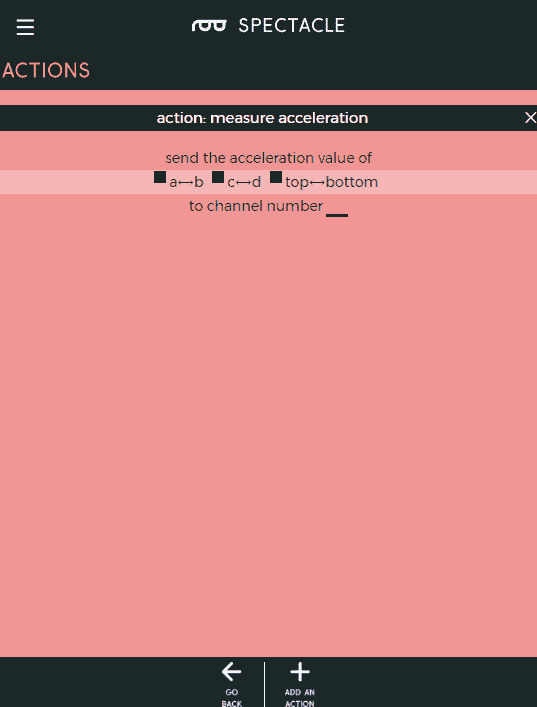 SPECTACLE
ACTIONS
action: measure acceleration
send the acceleration value of
a↔b c↔d top↔bottom
to channel number
GO
BACK
ADD AN
ACTION